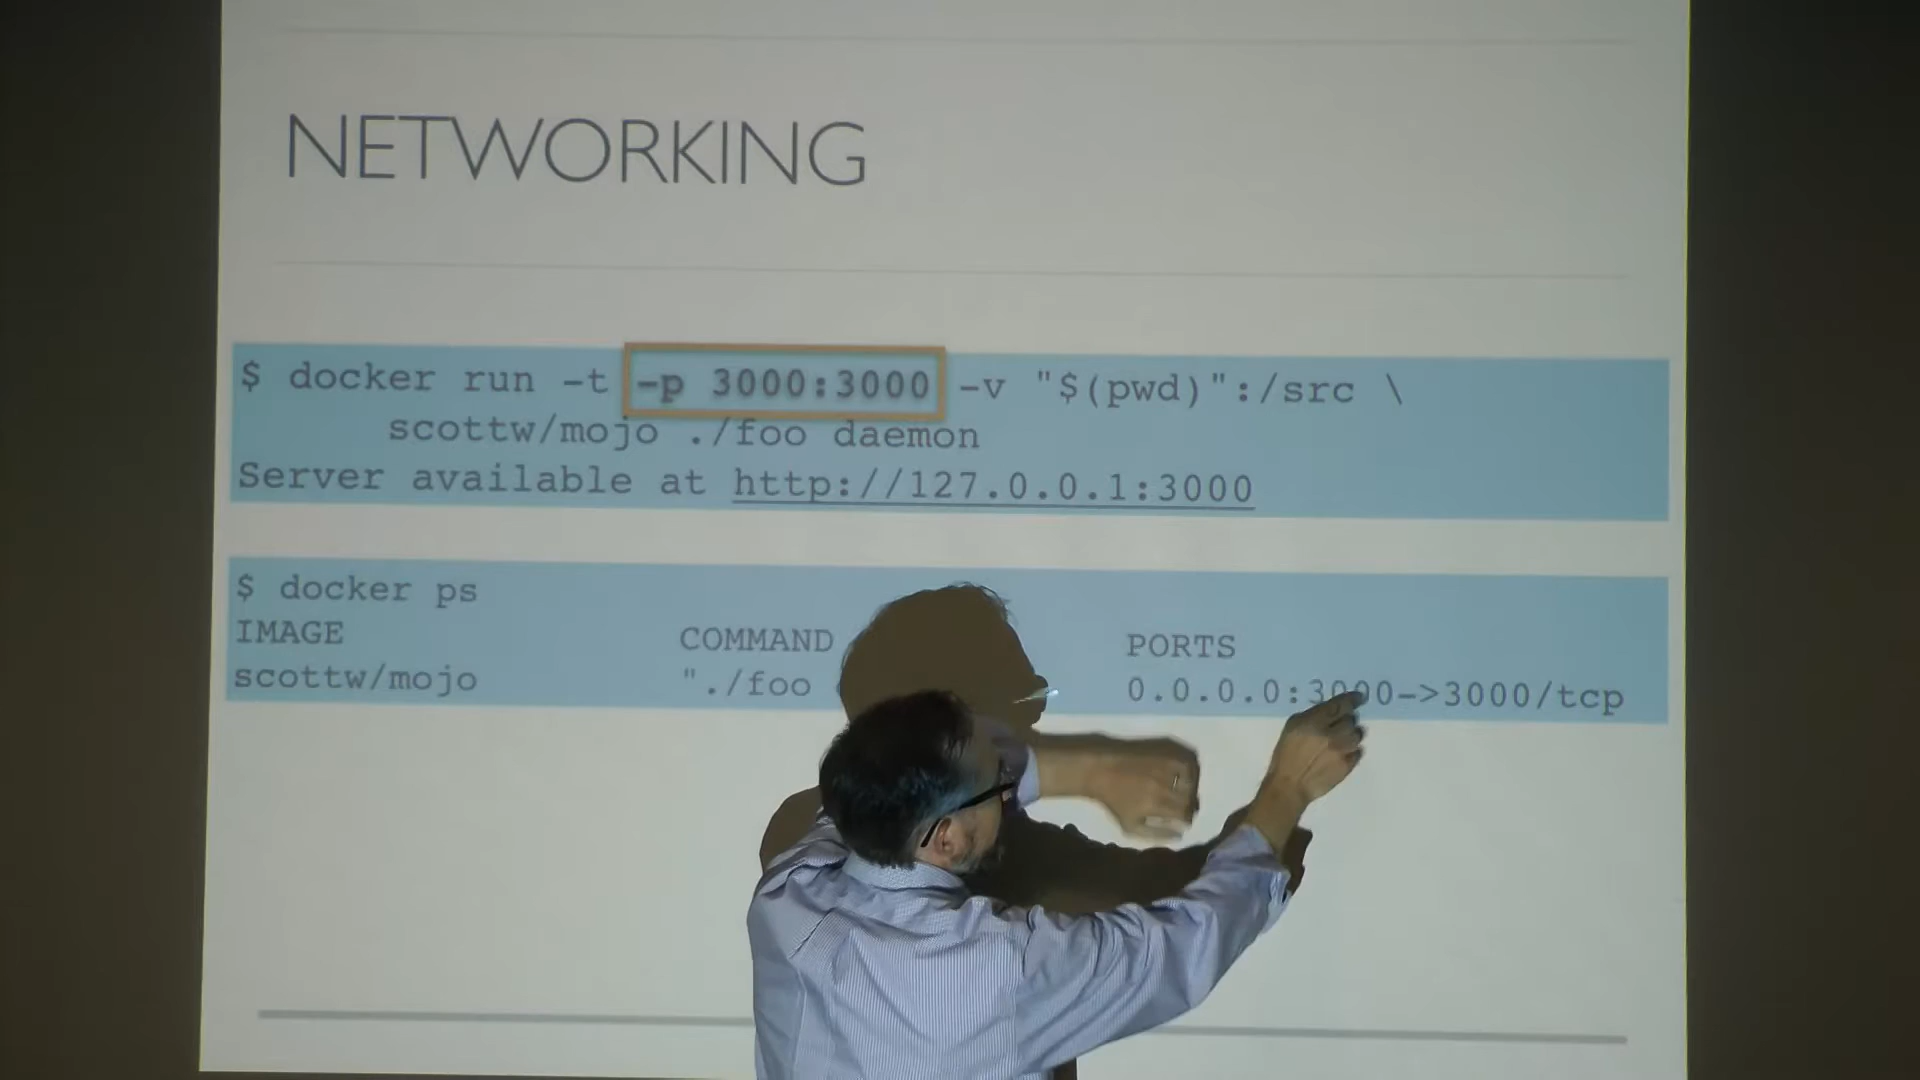 NETWORKING
$ docker run -t -p 3000:3000 -v "$(pwd)":/src \
scottw/mojo ./foo daemon
Server available at http://127.0.0.1:3000
$ docker ps
IMAGE COMMAND PORTS
scottw/mojo "./foo 0.0.0.0:3000->3000/tcp